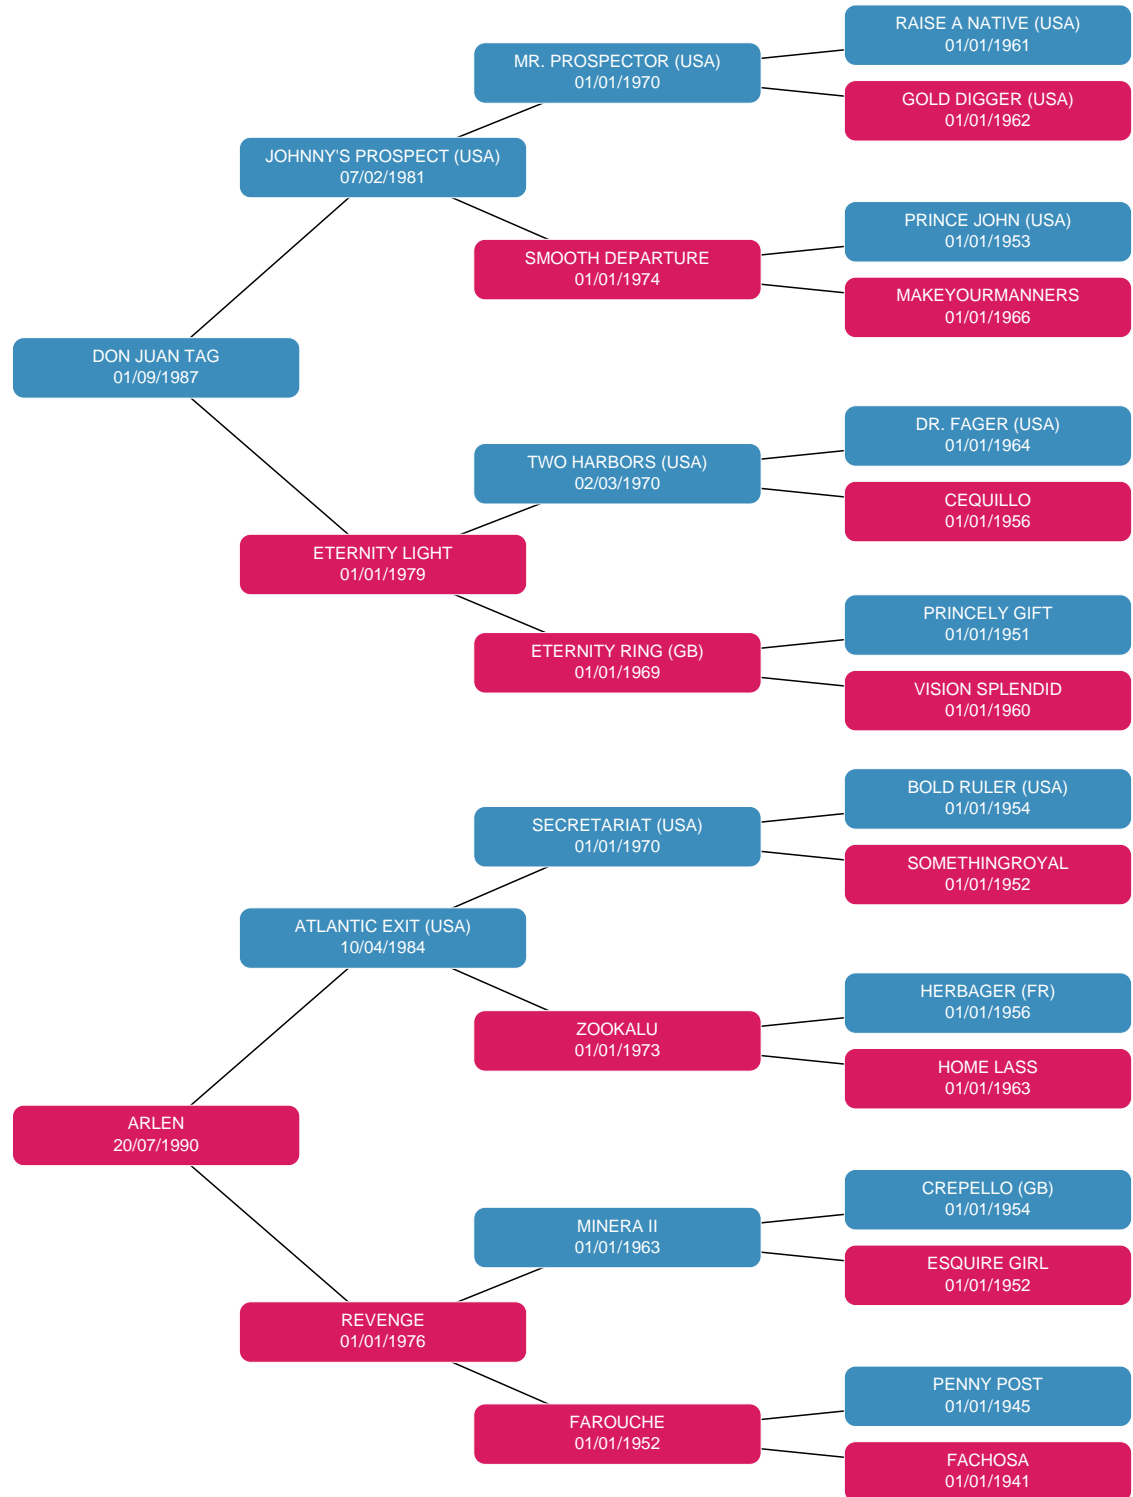 RAISE A NATIVE (USA)
01/01/1961
MR. PROSPECTOR (USA)
01/01/1970
GOLD DIGGER (USA)
01/01/1962
JOHNNY'S PROSPECT (USA)
07/02/1981
PRINCE JOHN (USA)
01/01/1953
SMOOTH DEPARTURE
01/01/1974
MAKEYOURMANNERS
01/01/1966
DON JUAN TAG
01/09/1987
DR. FAGER (USA)
01/01/1964
TWO HARBORS (USA)
02/03/1970
CEQUILLO
01/01/1956
ETERNITY LIGHT
01/01/1979
PRINCELY GIFT
01/01/1951
ETERNITY RING (GB)
01/01/1969
VISION SPLENDID
01/01/1960
BOLD RULER (USA)
01/01/1954
SECRETARIAT (USA)
01/01/1970
SOMETHINGROYAL
01/01/1952
ATLANTIC EXIT (USA)
10/04/1984
HERBAGER (FR)
01/01/1956
ZOOKALU
01/01/1973
HOME LASS
01/01/1963
ARLEN
20/07/1990
CREPELLO (GB)
01/01/1954
MINERA II
01/01/1963
ESQUIRE GIRL
01/01/1952
REVENGE
01/01/1976
PENNY POST
01/01/1945
FAROUCHE
01/01/1952
FACHOSA
01/01/1941